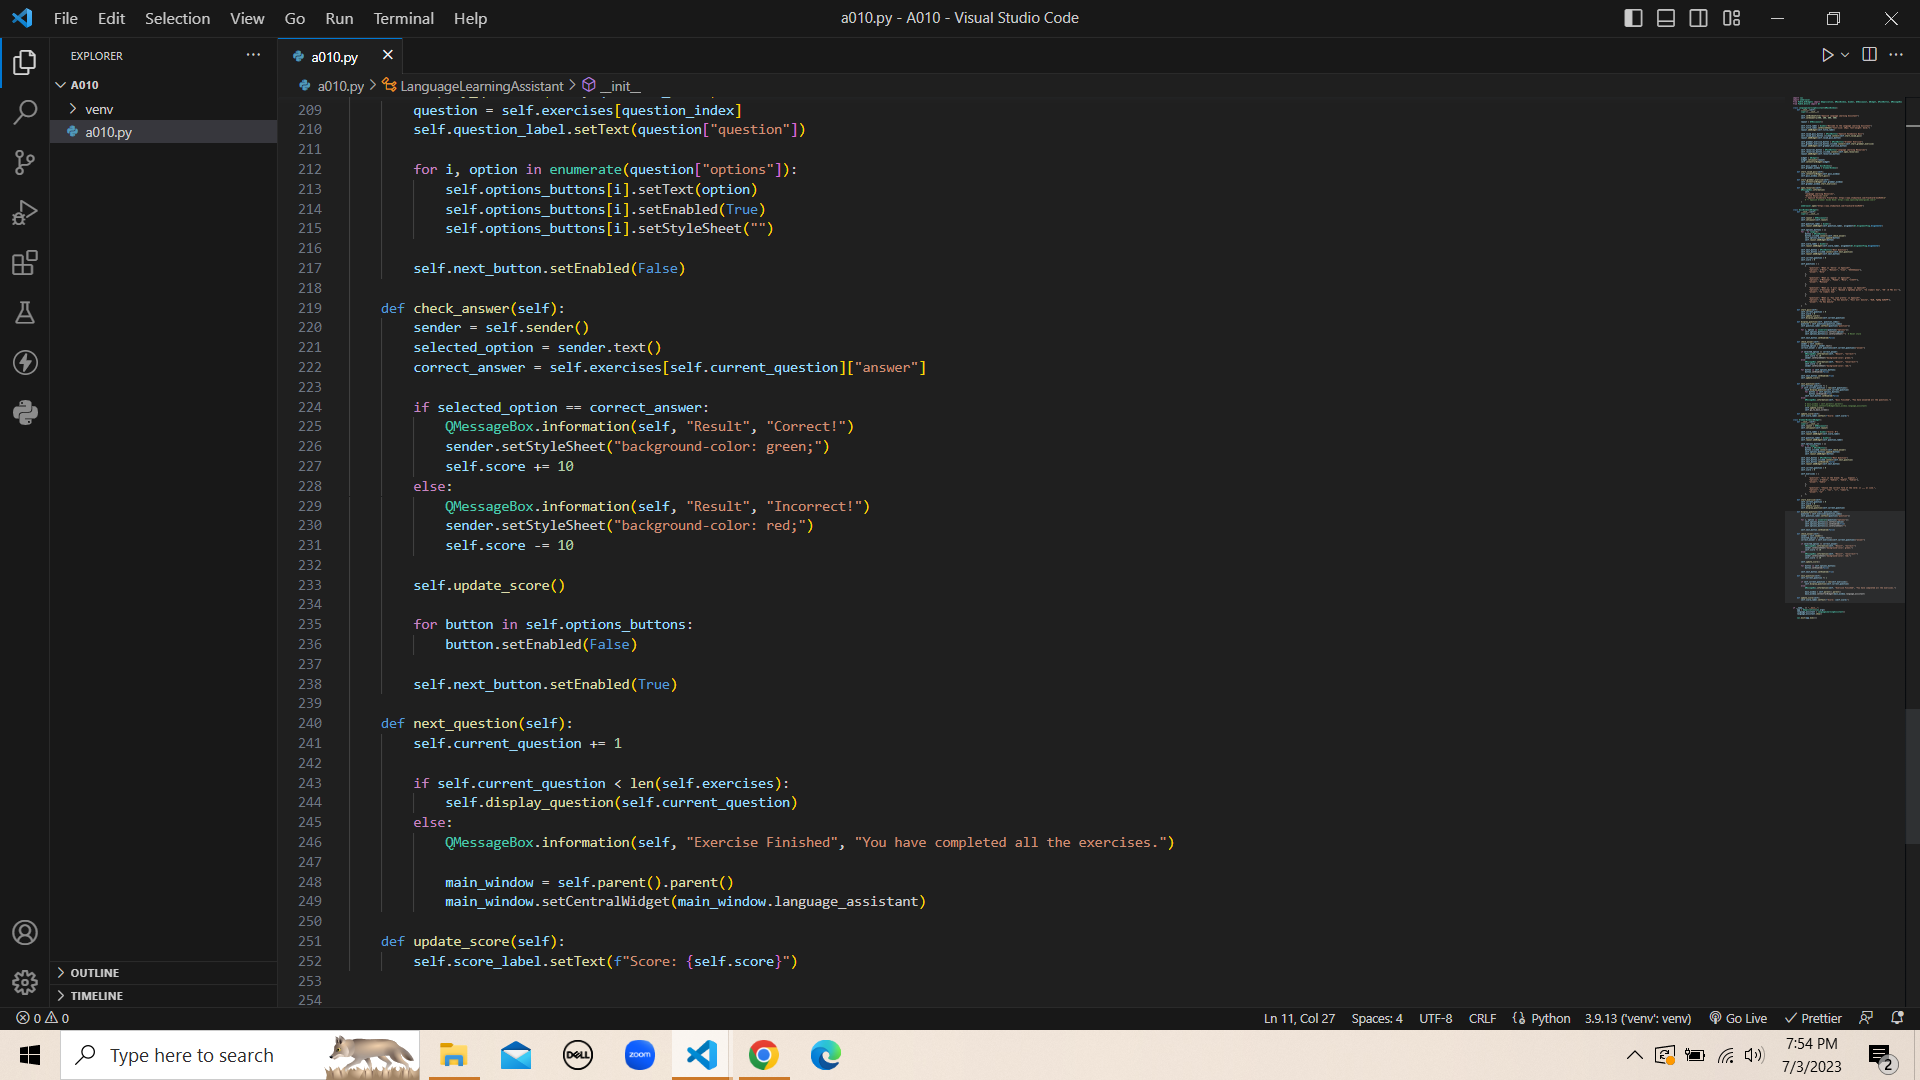 File Edit Selection View Go Run Terminal Help
a010.py - A010 - Visual Studio Code
EXPLORER
A010
venv
a010.py
OUTLINE
TIMELINE
a010.py
a010.py > LanguageLearningAssistant > __init__
209 question = self.exercises[question_index]
210 self.question_label.setText(question["question"])
211
212 for i, option in enumerate(question["options"]):
213 self.options_buttons[i].setText(option)
214 self.options_buttons[i].setEnabled(True)
215 self.options_buttons[i].setStyleSheet("")
216
217 self.next_button.setEnabled(False)
218
219 def check_answer(self):
220 sender = self.sender()
221 selected_option = sender.text()
222 correct_answer = self.exercises[self.current_question]["answer"]
223
224 if selected_option == correct_answer:
225 QMessageBox.information(self, "Result", "Correct!")
226 sender.setStyleSheet("background-color: green;")
227 self.score += 10
228 else:
229 QMessageBox.information(self, "Result", "Incorrect!")
230 sender.setStyleSheet("background-color: red;")
231 self.score -= 10
232
233 self.update_score()
234
235 for button in self.options_buttons:
236 button.setEnabled(False)
237
238 self.next_button.setEnabled(True)
239
240 def next_question(self):
241 self.current_question += 1
242
243 if self.current_question < len(self.exercises):
244 self.display_question(self.current_question)
245 else:
246 QMessageBox.information(self, "Exercise Finished", "You have completed all the exercises.")
247
248 main_window = self.parent().parent()
249 main_window.setCentralWidget(main_window.language_assistant)
250
251 def update_score(self):
252 self.score_label.setText(f"Score: {self.score}")
253
254
0 0
Ln 11, Col 27 Spaces: 4 UTF-8 CRLF Python 3.9.13 ('venv': venv) Go Live Prettier
Type here to search
DELL
zoom
7:54 PM
7/3/2023
2